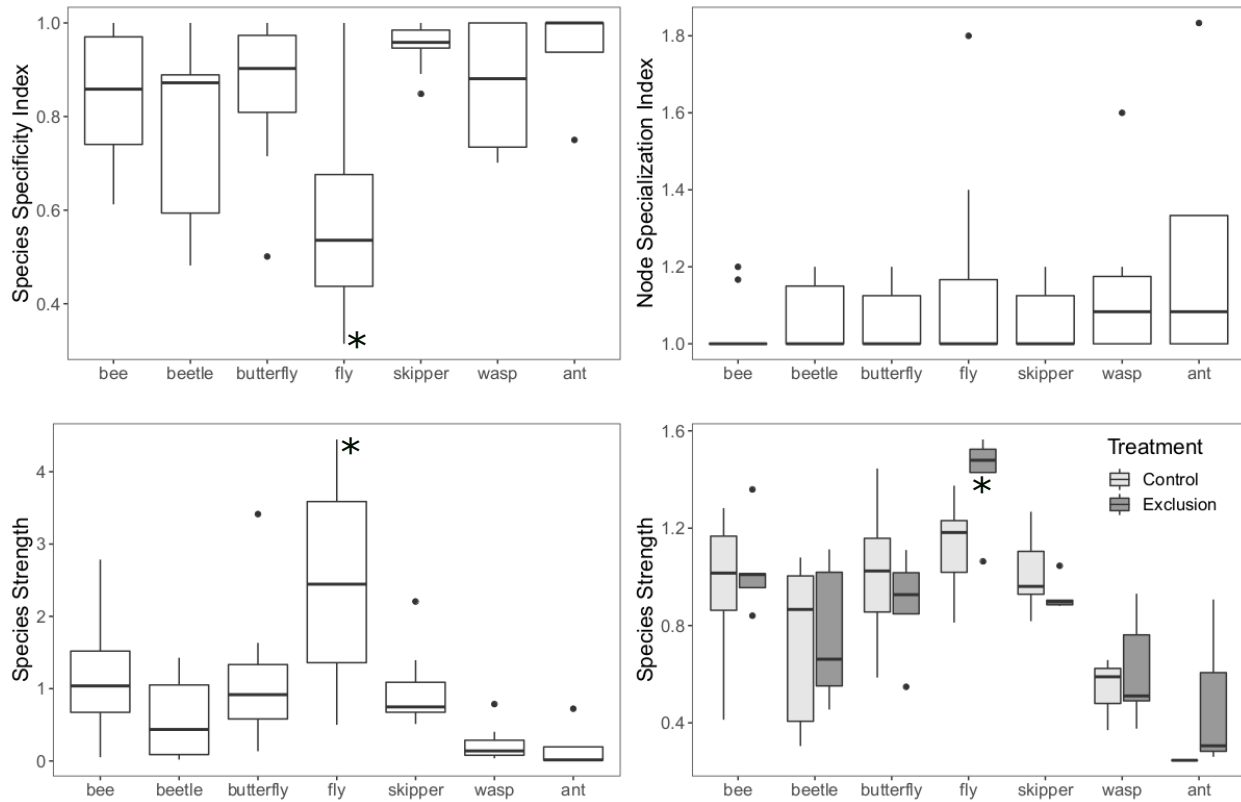 Species Specificity Index
1.0
0.8
0.6
0.4
*
bee beetle butterfly fly skipper wasp ant
Node Specialization Index
1.8
1.6
1.4
1.2
1.0
bee beetle butterfly fly skipper wasp ant
Species Strength
4
3
2
1
0
*
bee beetle butterfly fly skipper wasp ant
Species Strength
1.6
1.2
0.8
0.4
*
Treatment
Control
Exclusion
bee beetle butterfly fly skipper wasp ant